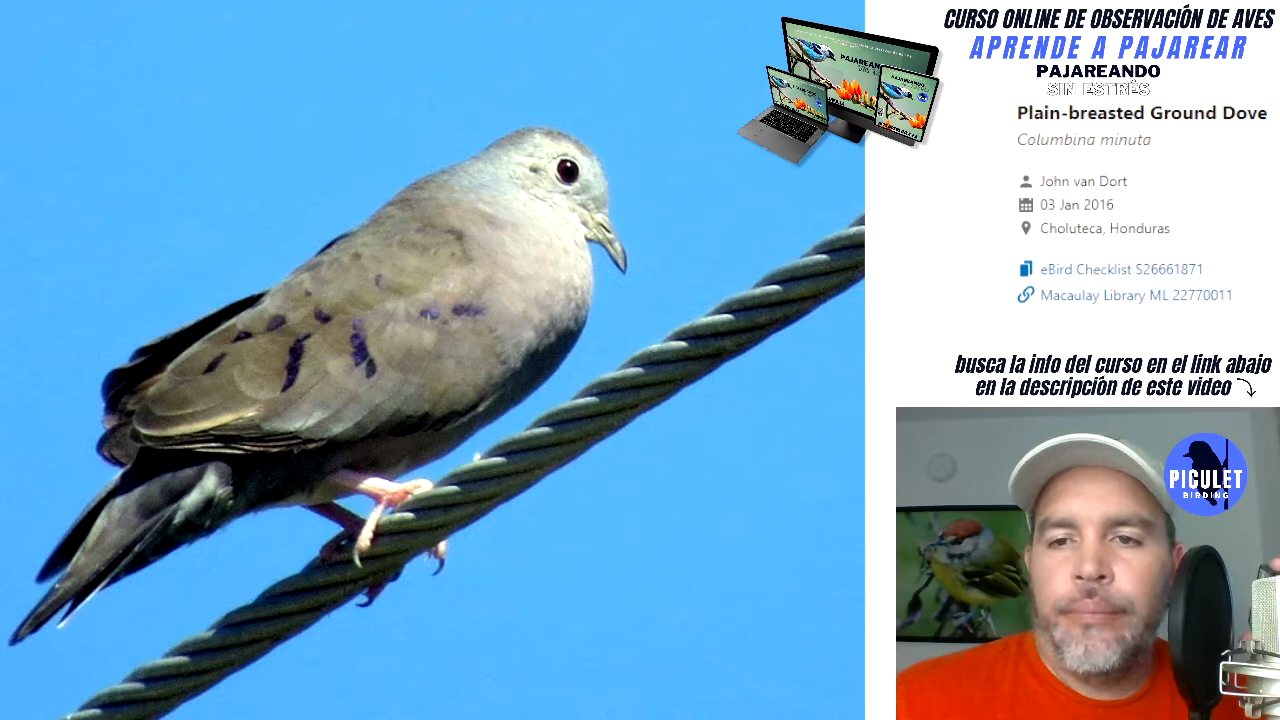 CURSO ONLINE DE OBSERVACIÓN DE AVES
APRENDE A PAJAREAR
PAJAREANDO
SIN ESTRÉS
Plain-breasted Ground Dove
Columbina minuta
John van Dort
03 Jan 2016
Choluteca, Honduras
eBird Checklist S26661871
Macaulay Library ML 22770011
busca la info del curso en el link abajo
en la descripción de este video
PICULET
BIRDING